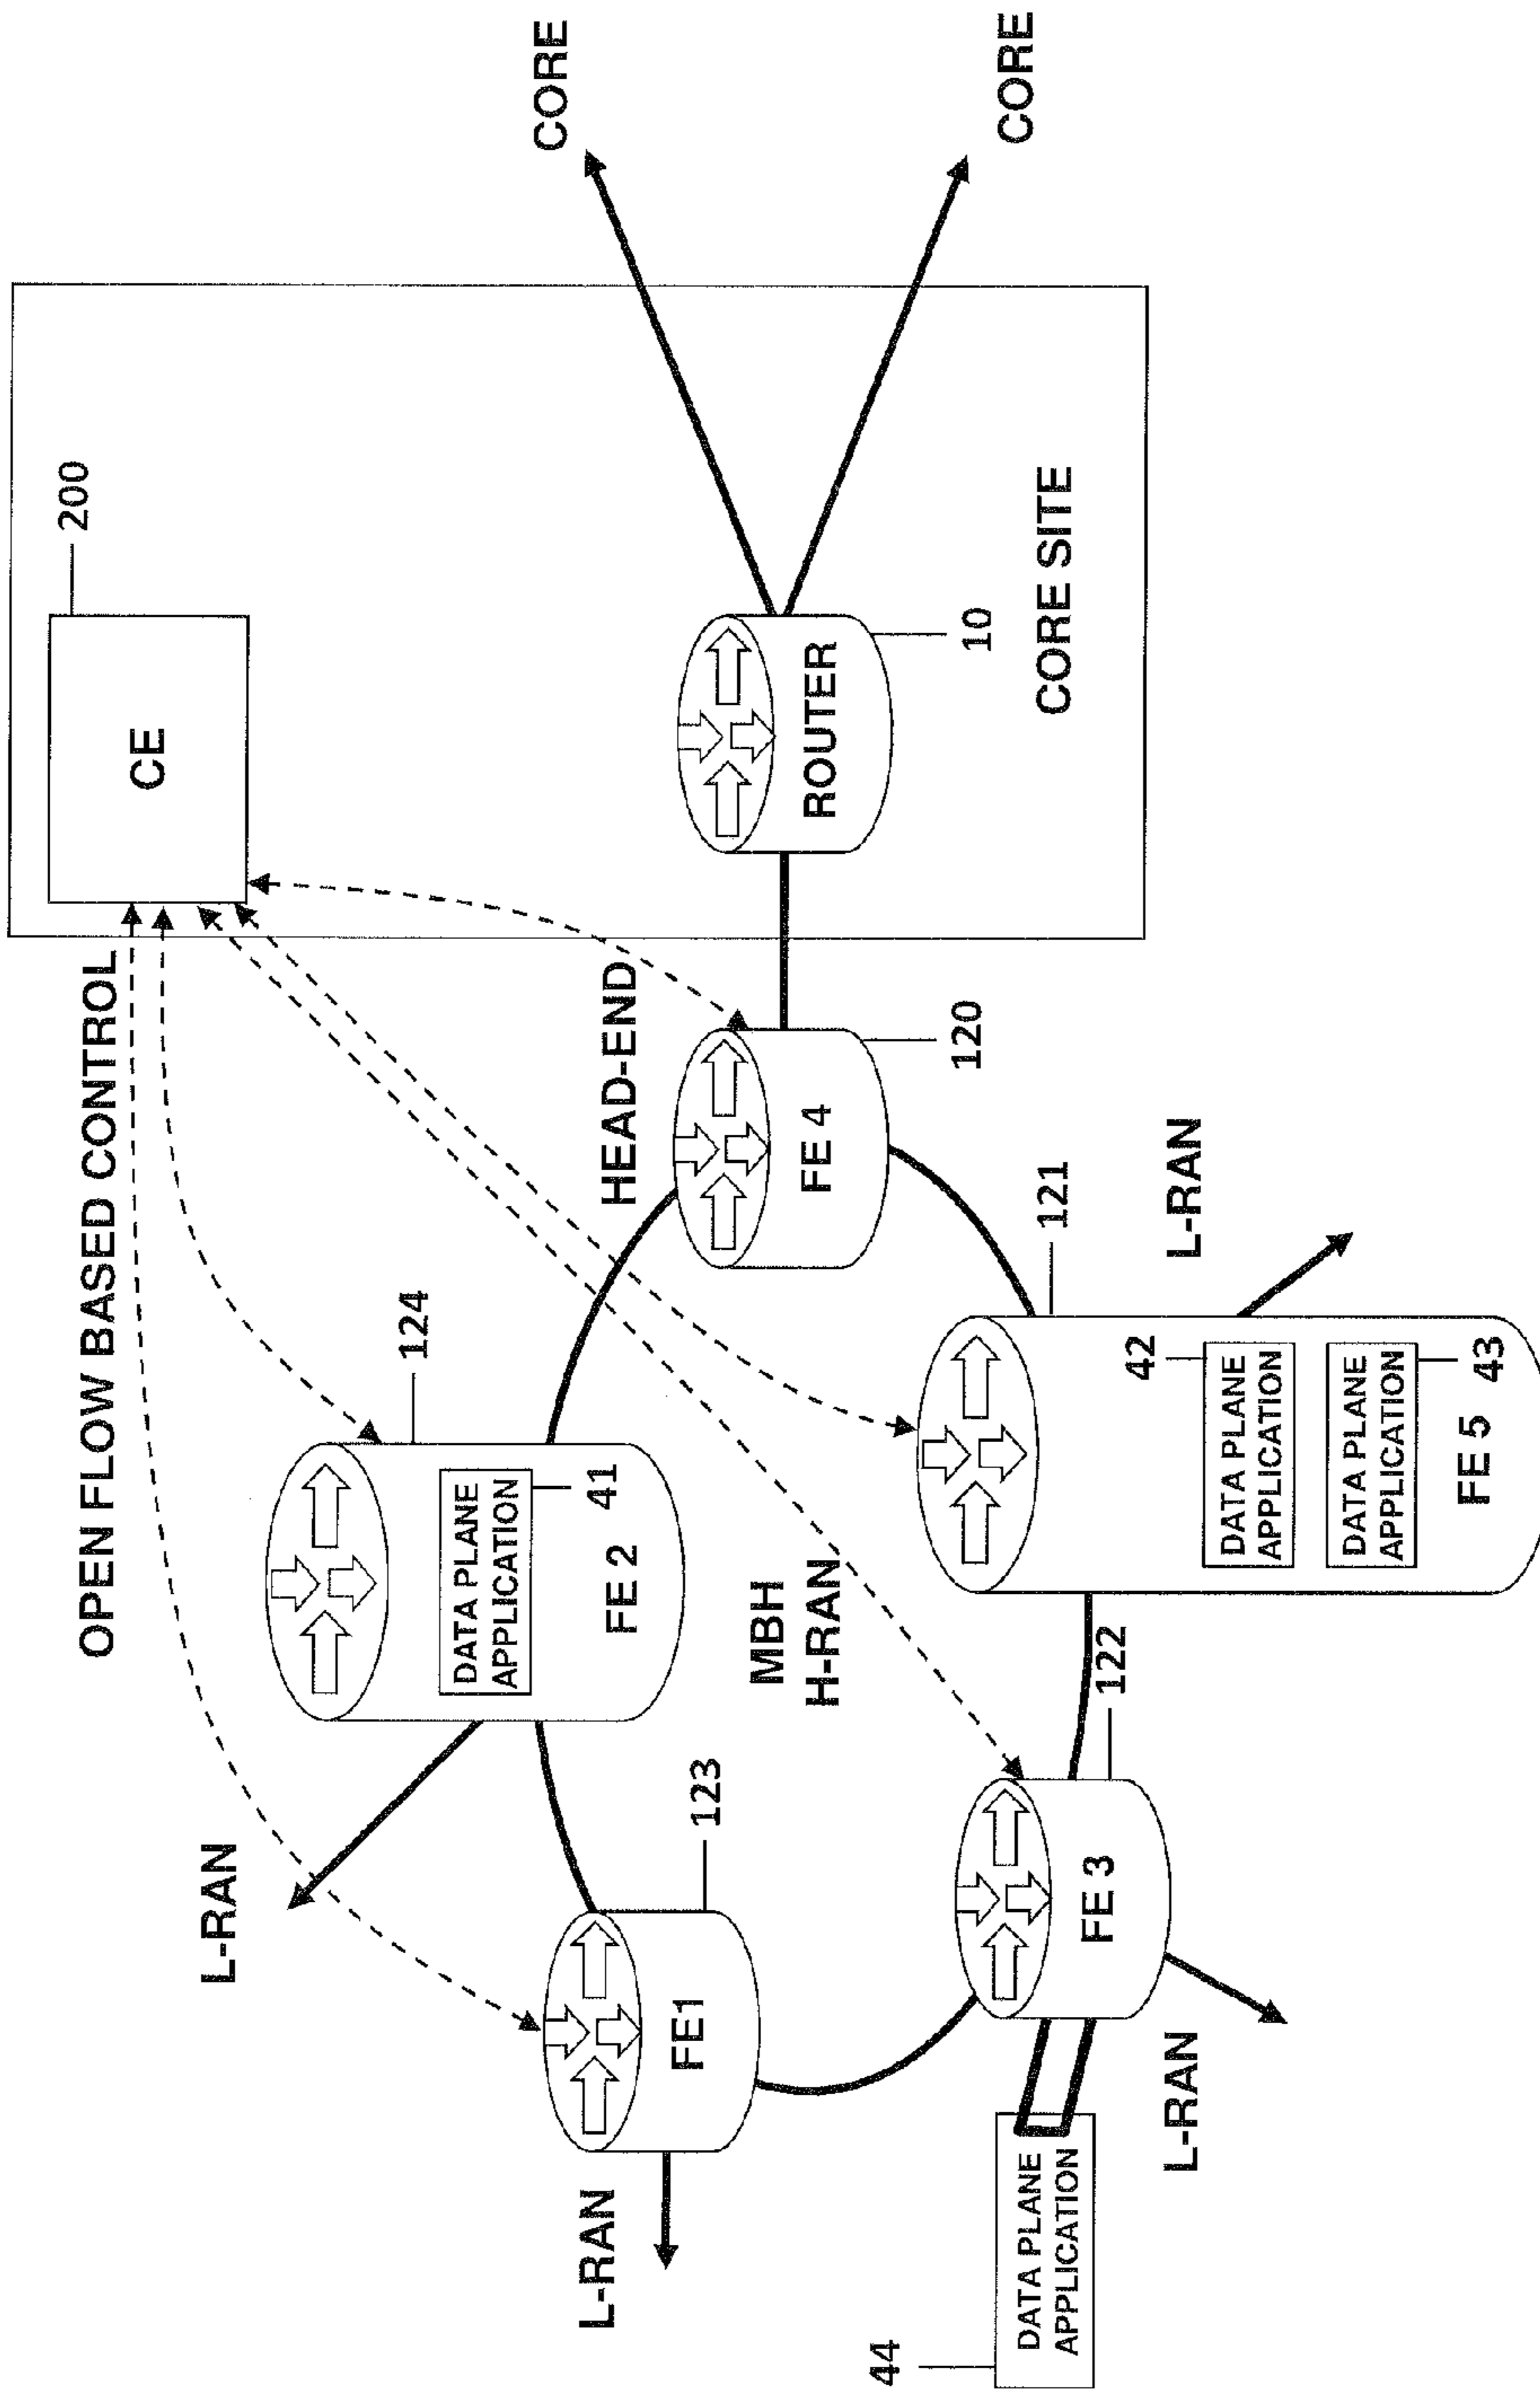 OPEN FLOW BASED CONTROL
CE
200
CORE
CORE
CORE SITE
ROUTER
10
HEAD-END
FE 4
120
L-RAN
124
DATA PLANE
APPLICATION
41
FE 2
L-RAN
FE1
123
MBH
H-RAN
121
L-RAN
42
DATA PLANE
APPLICATION
DATA PLANE
APPLICATION
43
FE 5
122
FE 3
L-RAN
44
DATA PLANE
APPLICATION